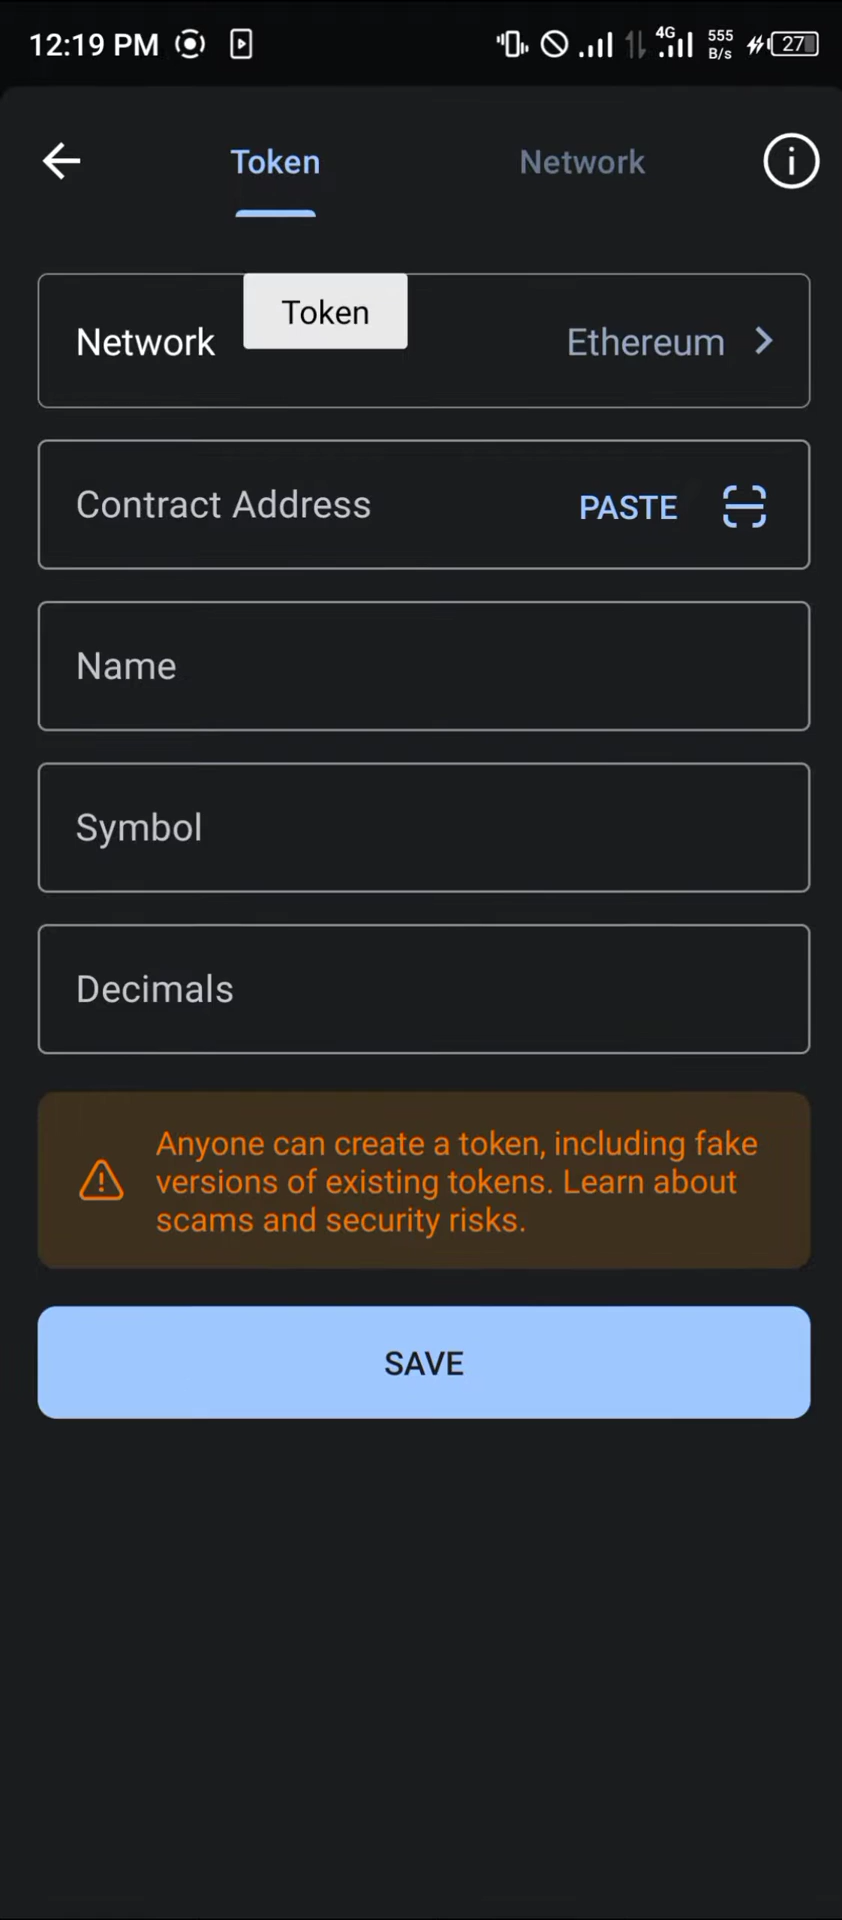 12:19 PM 4G 555 B/s 27
Token Network
Token
Network Ethereum
Contract Address PASTE
Name
Symbol
Decimals
Anyone can create a token, including fake
versions of existing tokens. Learn about
scams and security risks.
SAVE